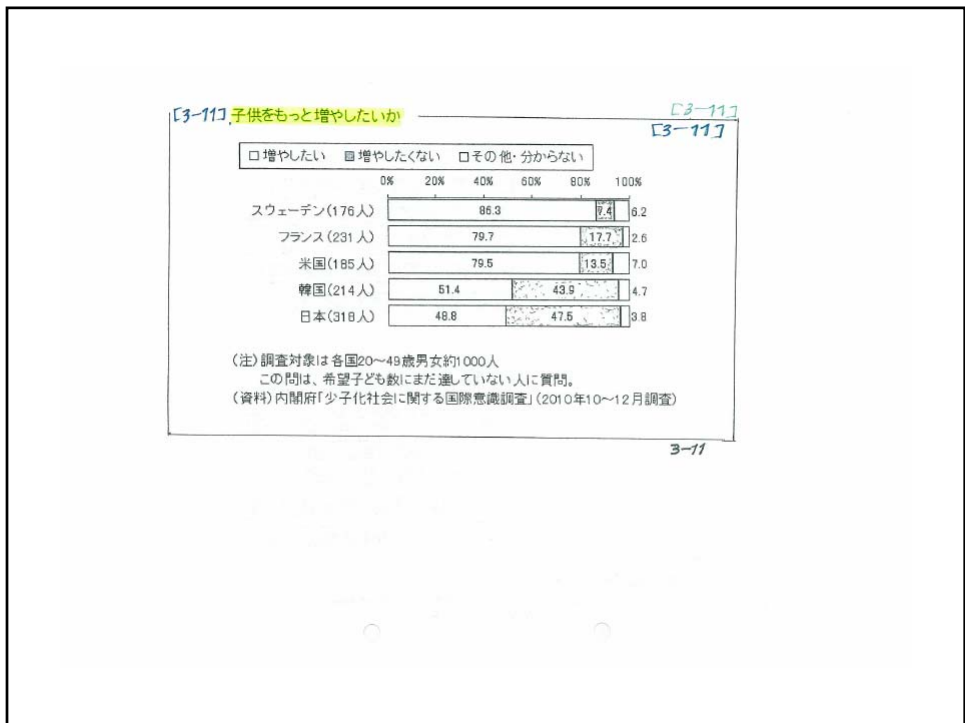 [3-11] 子供をもっと増やしたいか
[3-11]
[3-11]
□増やしたい ▩増やしたくない □その他・分からない
0% 20% 40% 60% 80% 100%
スウェーデン(176人) 86.3 7.4 6.2
フランス(231人) 79.7 17.7 2.6
米国(185人) 79.5 13.5 7.0
韓国(214人) 51.4 43.9 4.7
日本(318人) 48.8 47.5 3.8
(注)調査対象は各国20～49歳男女約1000人
この問は、希望子ども数にまだ達していない人に質問。
(資料)内閣府「少子化社会に関する国際意識調査」(2010年10～12月調査)
3-11